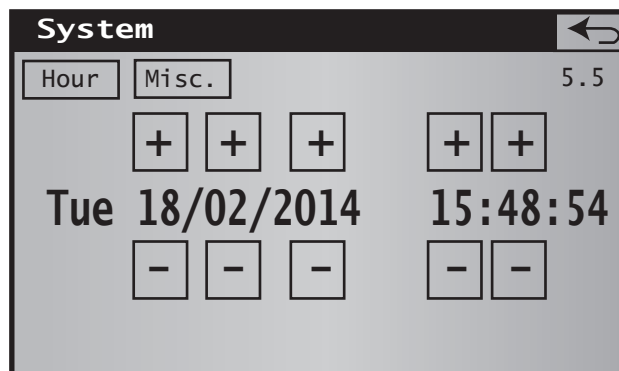 System
Hour Misc. 5.5
+ + + + +
Tue 18/02/2014 15:48:54
- - - - -